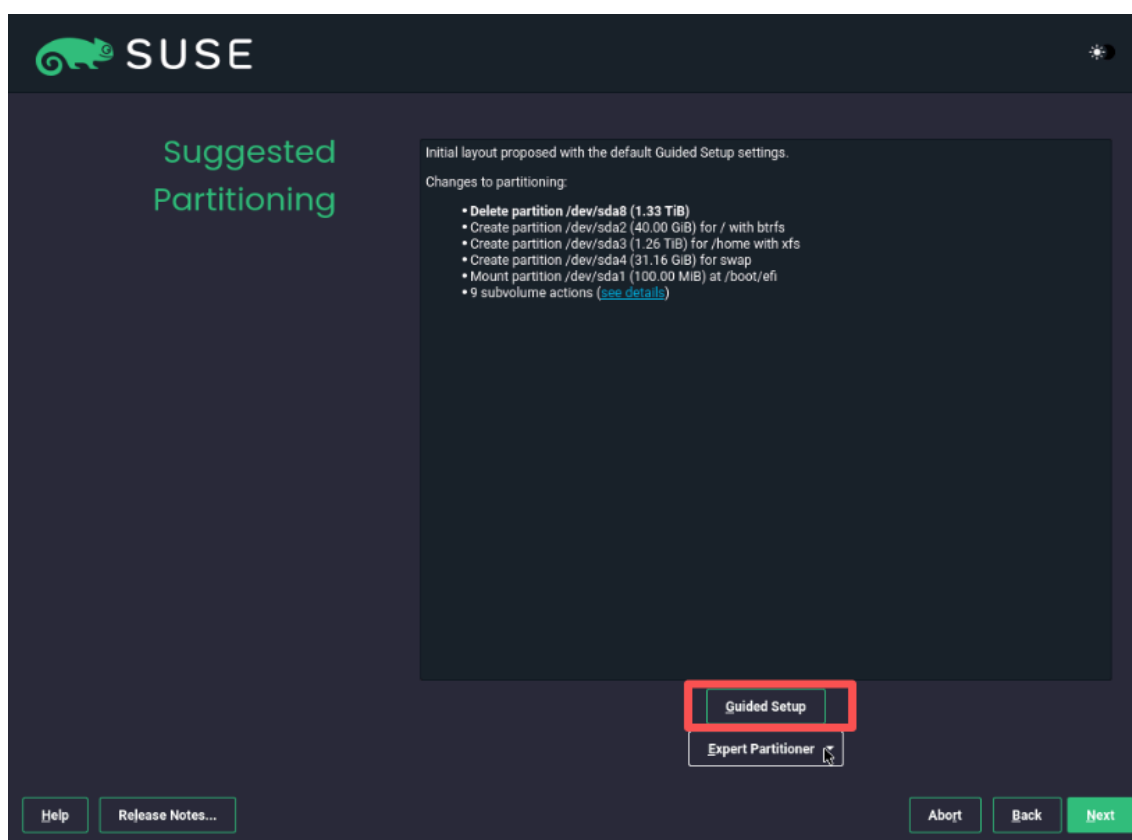 SUSE
Suggested
Partitioning
Initial layout proposed with the default Guided Setup settings.
Changes to partitioning:
• Delete partition /dev/sda8 (1.33 TiB)
• Create partition /dev/sda2 (40.00 GiB) for / with btrfs
• Create partition /dev/sda3 (1.26 TiB) for /home with xfs
• Create partition /dev/sda4 (31.16 GiB) for swap
• Mount partition /dev/sda1 (100.00 MiB) at /boot/efi
• 9 subvolume actions (see details)
Guided Setup
Expert Partitioner
Help
Release Notes...
Abort
Back
Next